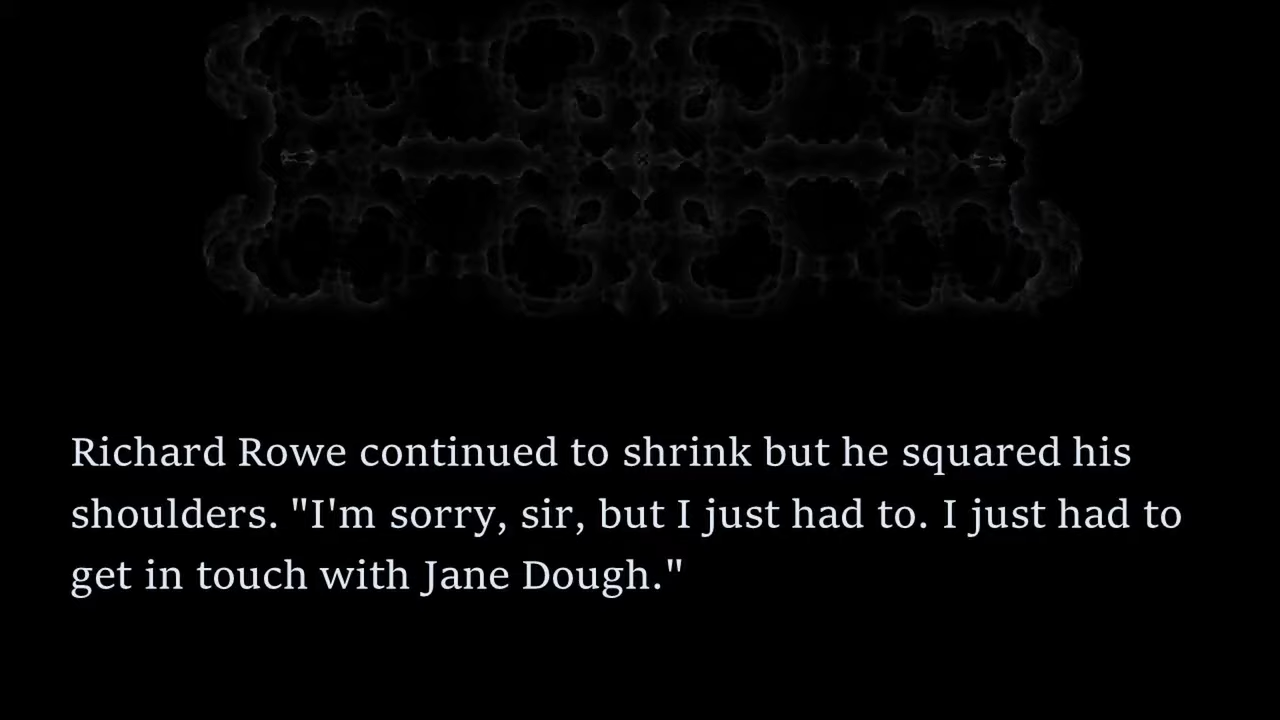 Richard Rowe continued to shrink but he squared his
shoulders. "I'm sorry, sir, but I just had to. I just had to
get in touch with Jane Dough."